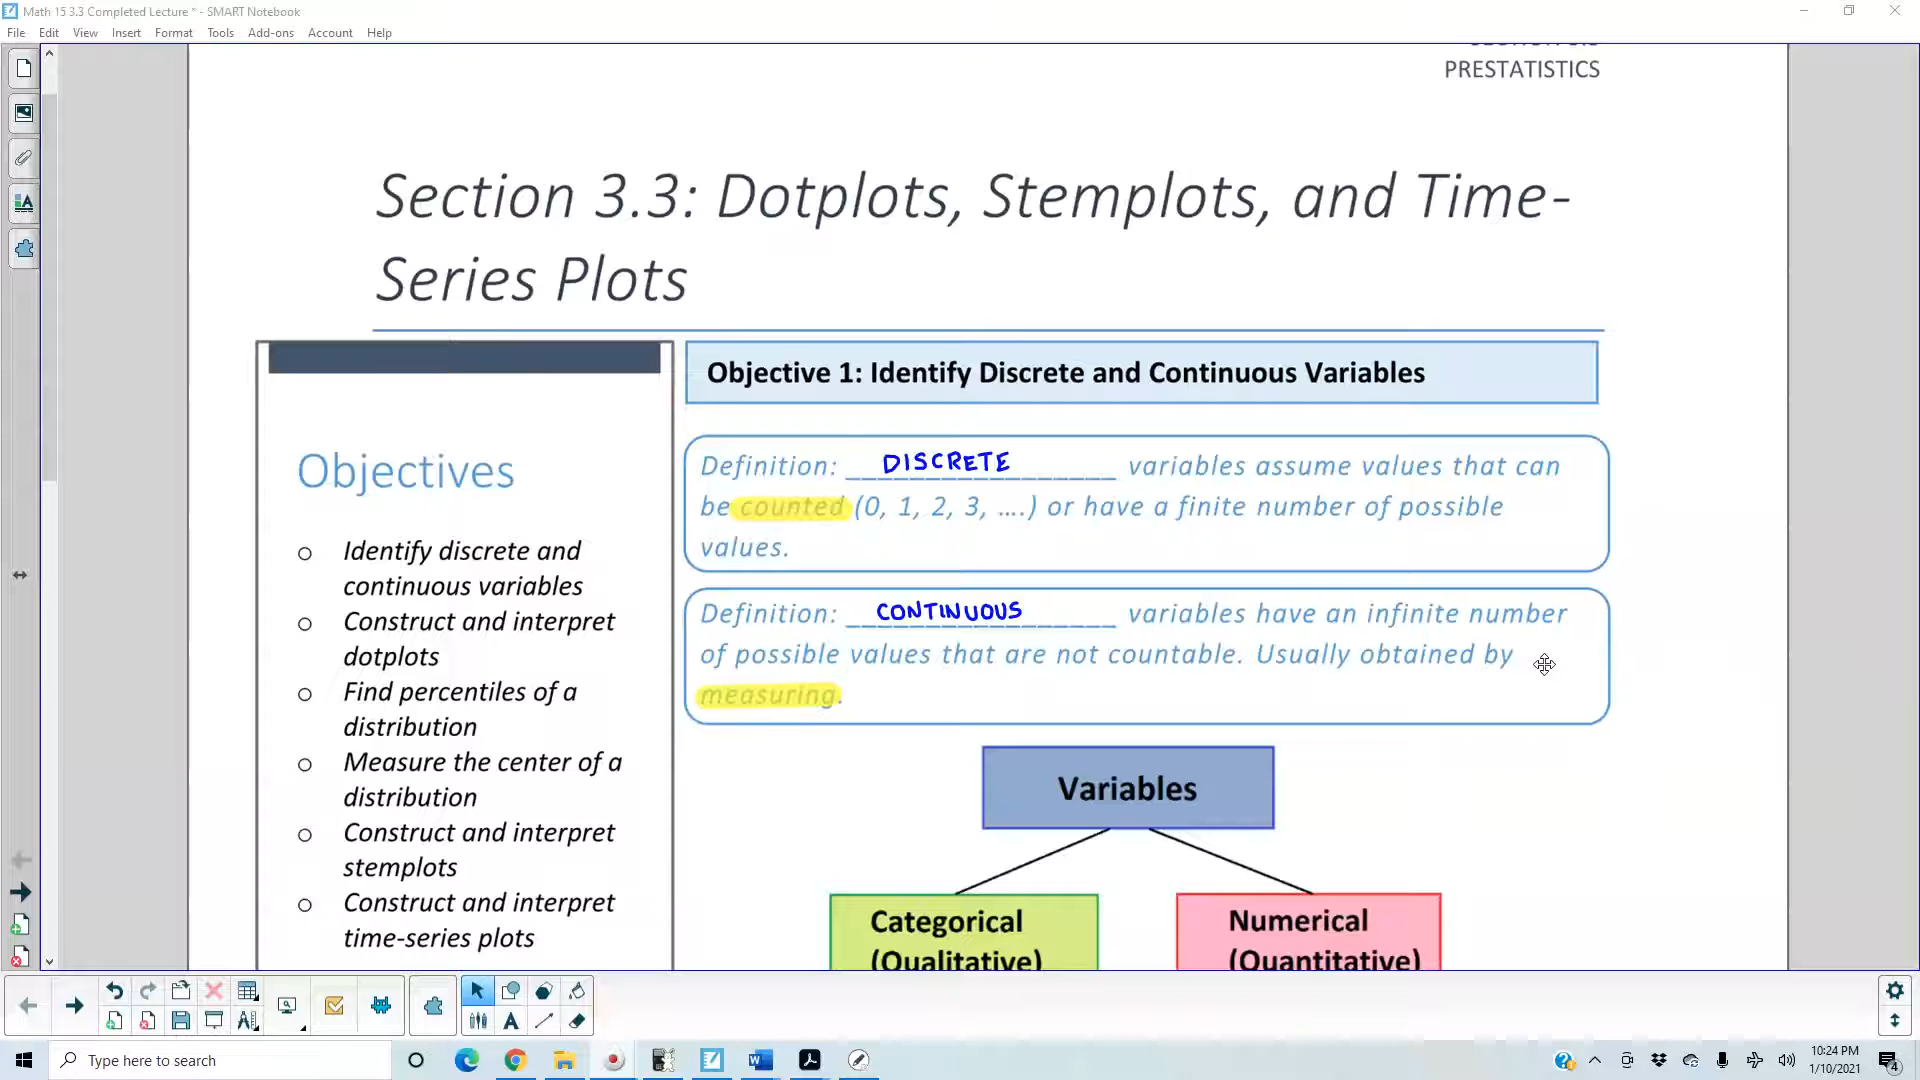 Math 15 3.3 Completed Lecture * - SMART Notebook
File Edit View Insert Format Tools Add-ons Account Help
PRESTATISTICS
Section 3.3: Dotplots, Stemplots, and Time-
Series Plots
Objectives
o Identify discrete and
continuous variables
o Construct and interpret
dotplots
o Find percentiles of a
distribution
o Measure the center of a
distribution
o Construct and interpret
stemplots
o Construct and interpret
time-series plots
Objective 1: Identify Discrete and Continuous Variables
Definition: __DISCRETE__ variables assume values that can
be counted (0, 1, 2, 3, ....) or have a finite number of possible
values.
Definition: __CONTINUOUS__ variables have an infinite number
of possible values that are not countable. Usually obtained by
measuring.
Variables
Categorical
(Qualitative)
Numerical
(Quantitative)
Type here to search
10:24 PM
1/10/2021
4